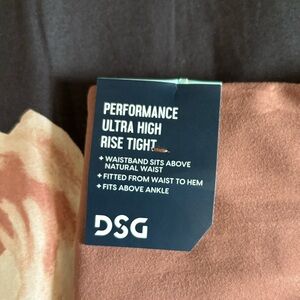 PERFORMANCE
ULTRA HIGH
RISE TIGHT
+ WAISTBAND SITS ABOVE
NATURAL WAIST
+ FITTED FROM WAIST TO HEM
+ FITS ABOVE ANKLE
DSG